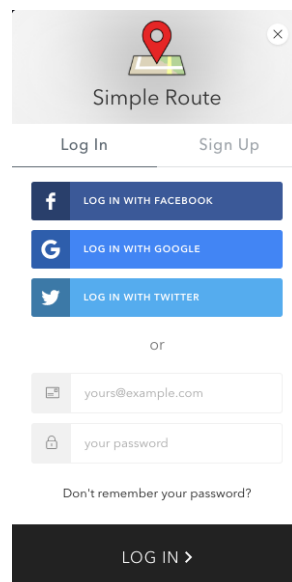 Simple Route
Log In
Sign Up
LOG IN WITH FACEBOOK
LOG IN WITH GOOGLE
LOG IN WITH TWITTER
or
yours@example.com
your password
Don't remember your password?
LOG IN >